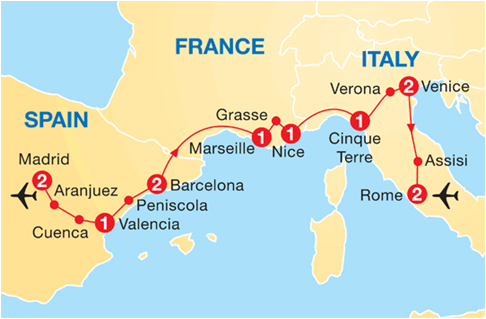 FRANCE
ITALY
SPAIN
Verona
2
Venice
Grasse
1
Marseille
1
Nice
1
Cinque
Terre
Madrid
2
Aranjuez
Cuenca
1
Valencia
2
Barcelona
Peniscola
Assisi
Rome
2